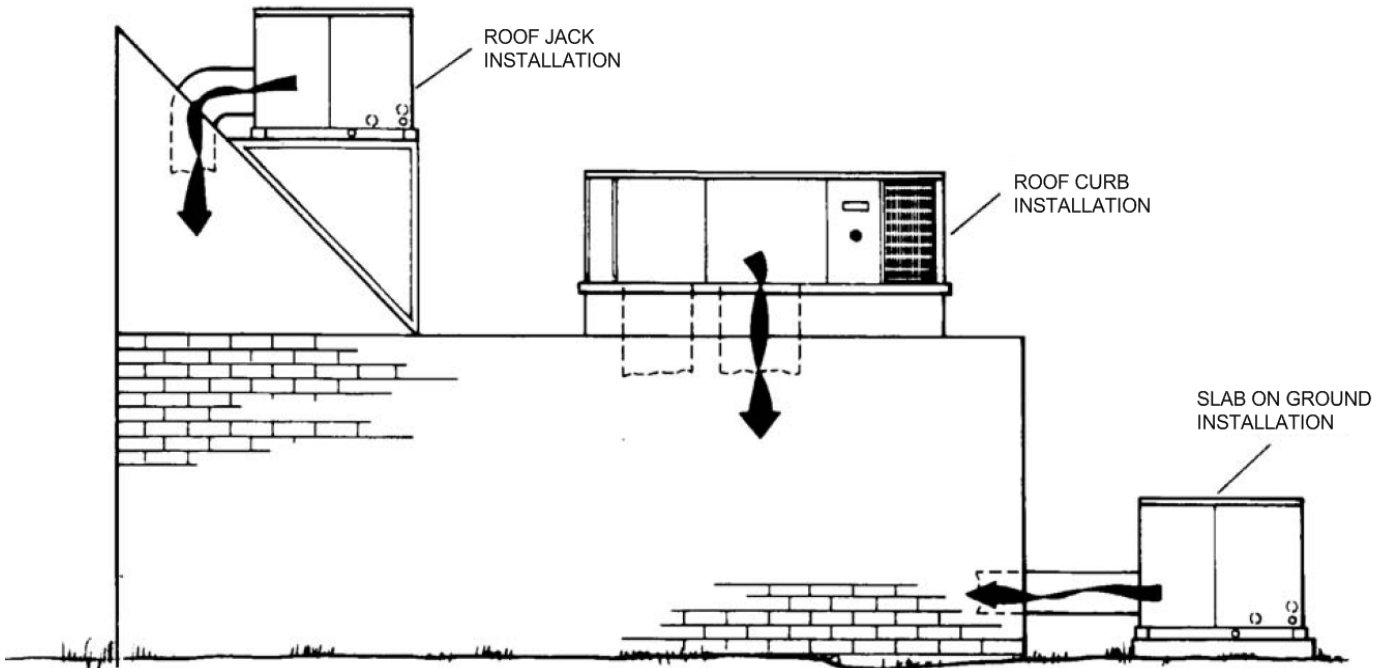 ROOF JACK
INSTALLATION
ROOF CURB
INSTALLATION
SLAB ON GROUND
INSTALLATION